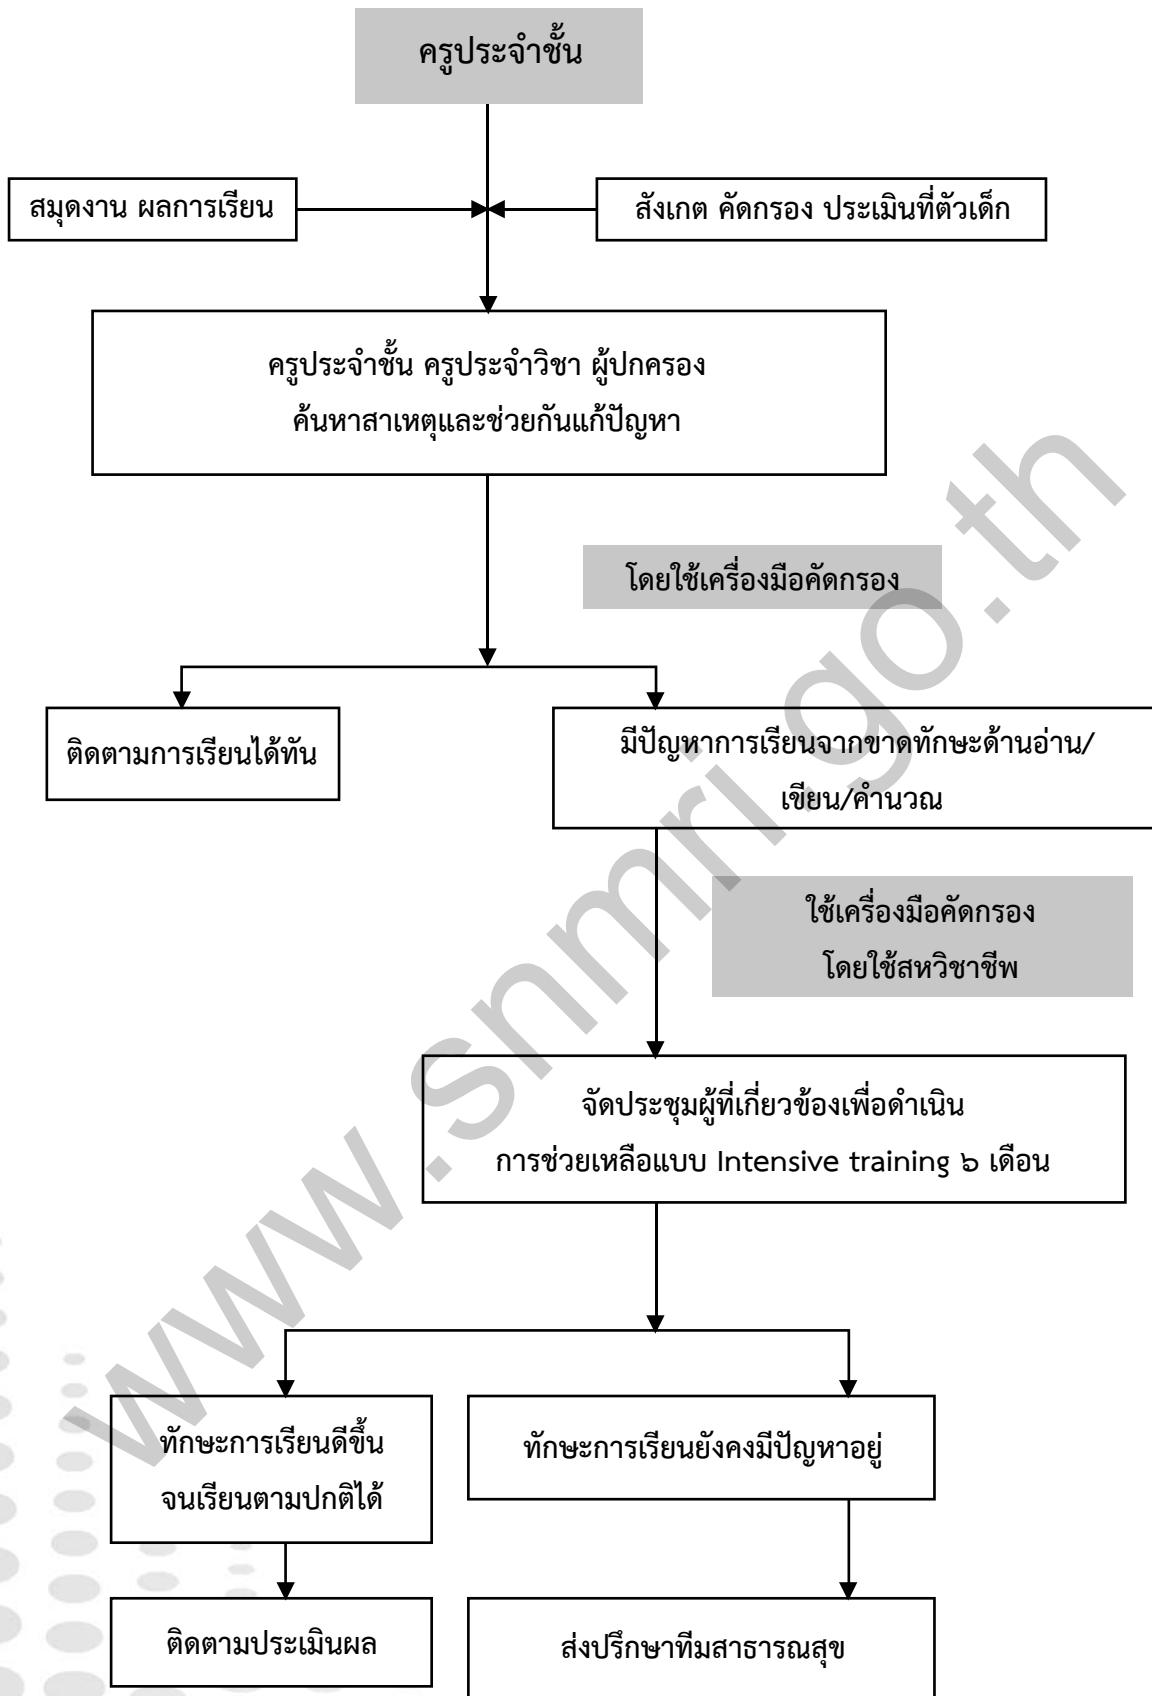 ครูประจำชั้น
สมุดงาน ผลการเรียน
สังเกต คัดกรอง ประเมินที่ตัวเด็ก
ครูประจำชั้น ครูประจำวิชา ผู้ปกครอง
ค้นหาสาเหตุและช่วยกันแก้ปัญหา
โดยใช้เครื่องมือคัดกรอง
ติดตามการเรียนได้ทัน
มีปัญหาการเรียนจากขาดทักษะด้านอ่าน/
เขียน/คำนวณ
ใช้เครื่องมือคัดกรอง
โดยใช้สหวิชาชีพ
จัดประชุมผู้ที่เกี่ยวข้องเพื่อดำเนิน
การช่วยเหลือแบบ Intensive training ๖ เดือน
ทักษะการเรียนดีขึ้น
จนเรียนตามปกติได้
ทักษะการเรียนยังคงมีปัญหาอยู่
ติดตามประเมินผล
ส่งปรึกษาทีมสาธารณสุข
www.snmri.go.th